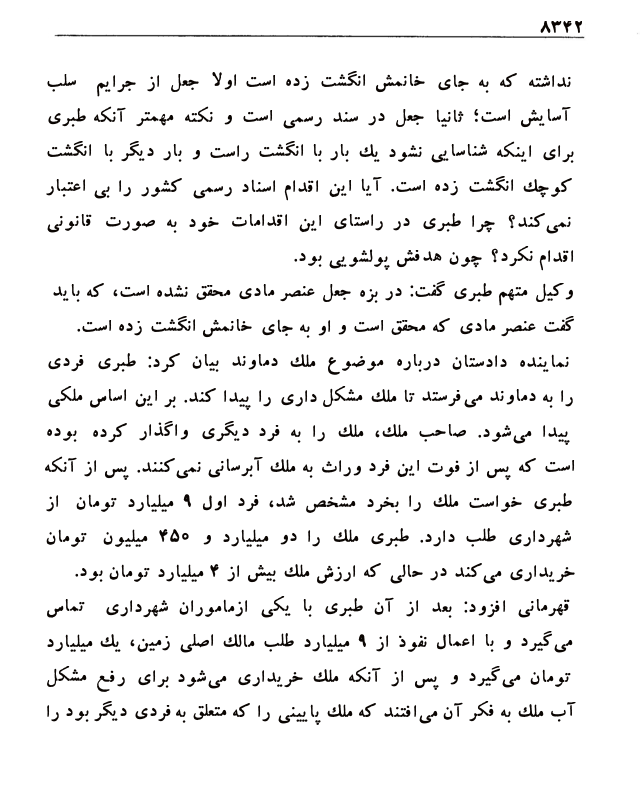 ۸۳۴۲
نداشته که به جای خانمش انگشت زده است اولا جعل از جرایم سلب
آسایش است؛ ثانیا جعل در سند رسمی است و نکته مهمتر آنکه طبری
برای اینکه شناسایی نشود یك بار با انگشت راست و بار دیگر با انگشت
کوچك انگشت زده است. آیا این اقدام اسناد رسمی کشور را بی اعتبار
نمی‌کند؟ چرا طبری در راستای این اقدامات خود به صورت قانونی
اقدام نکرد؟ چون هدفش پولشویی بود.
وکیل متهم طبری گفت: در بزه جعل عنصر مادی محقق نشده است، که باید
گفت عنصر مادی که محقق است و او به جای خانمش انگشت زده است.
نماینده دادستان درباره موضوع ملك دماوند بیان کرد: طبری فردی
را به دماوند می‌فرستد تا ملك مشکل داری را پیدا کند. بر این اساس ملکی
پیدا می‌شود. صاحب ملك، ملك را به فرد دیگری واگذار کرده بوده
است که پس از فوت این فرد وراث به ملك آبرسانی نمی‌کنند. پس از آنکه
طبری خواست ملك را بخرد مشخص شد، فرد اول ۹ میلیارد تومان از
شهرداری طلب دارد. طبری ملك را دو میلیارد و ۴۵۰ میلیون تومان
خریداری می‌کند در حالی که ارزش ملك بیش از ۴ میلیارد تومان بود.
قهرمانی افزود: بعد از آن طبری با یکی ازماموران شهرداری تماس
می‌گیرد و با اعمال نفوذ از ۹ میلیارد طلب مالك اصلی زمین، یك میلیارد
تومان می‌گیرد و پس از آنکه ملك خریداری می‌شود برای رفع مشکل
آب ملك به فکر آن می‌افتند که ملك پایینی را که متعلق به فردی دیگر بود را